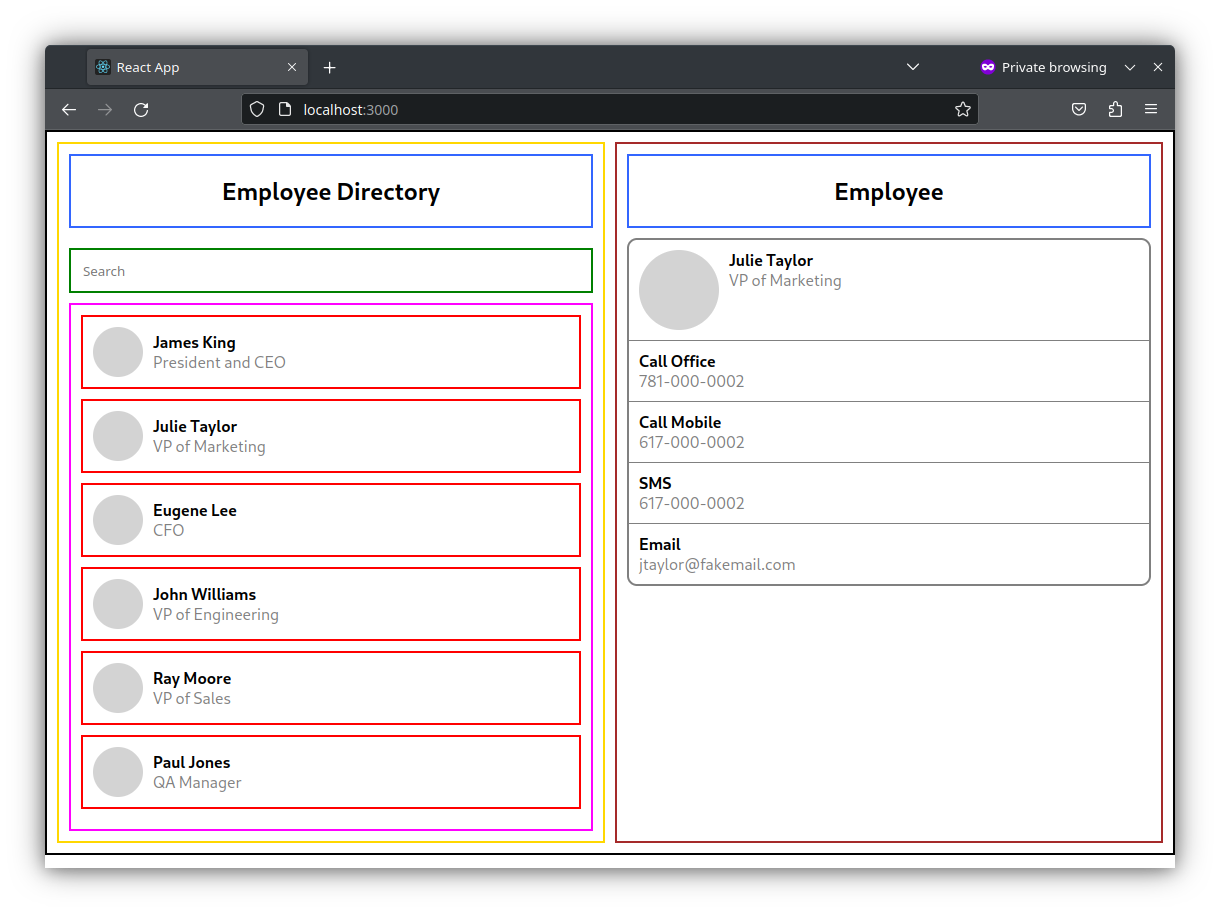 React App
Private browsing
localhost:3000
Employee Directory
Search
James King
President and CEO
Julie Taylor
VP of Marketing
Eugene Lee
CFO
John Williams
VP of Engineering
Ray Moore
VP of Sales
Paul Jones
QA Manager
Employee
Julie Taylor
VP of Marketing
Call Office
781-000-0002
Call Mobile
617-000-0002
SMS
617-000-0002
Email
jtaylor@fakemail.com